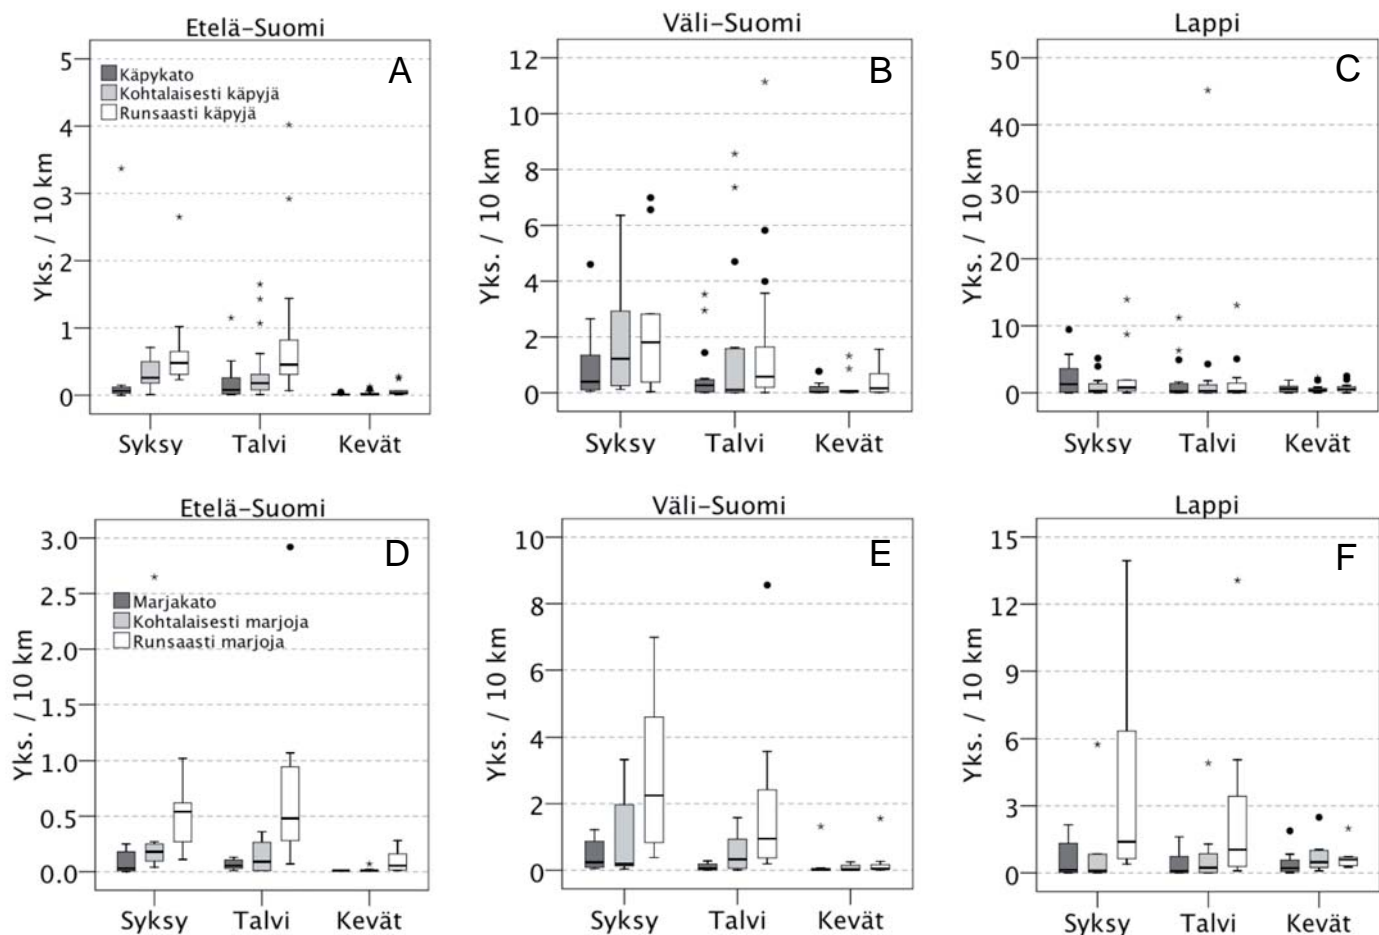 Etelä-Suomi
A
Käpykato
Kohtalaisesti käpyjä
Runsaasti käpyjä
Yks. / 10 km
5
4
3
2
1
0
Syksy Talvi Kevät
Väli-Suomi
B
Yks. / 10 km
12
10
8
6
4
2
0
Syksy Talvi Kevät
Lappi
C
Yks. / 10 km
50
40
30
20
10
0
Syksy Talvi Kevät
Etelä-Suomi
D
Marjakato
Kohtalaisesti marjoja
Runsaasti marjoja
Yks. / 10 km
3.0
2.5
2.0
1.5
1.0
0.5
0.0
Syksy Talvi Kevät
Väli-Suomi
E
Yks. / 10 km
10
8
6
4
2
0
Syksy Talvi Kevät
Lappi
F
Yks. / 10 km
15
12
9
6
3
0
Syksy Talvi Kevät